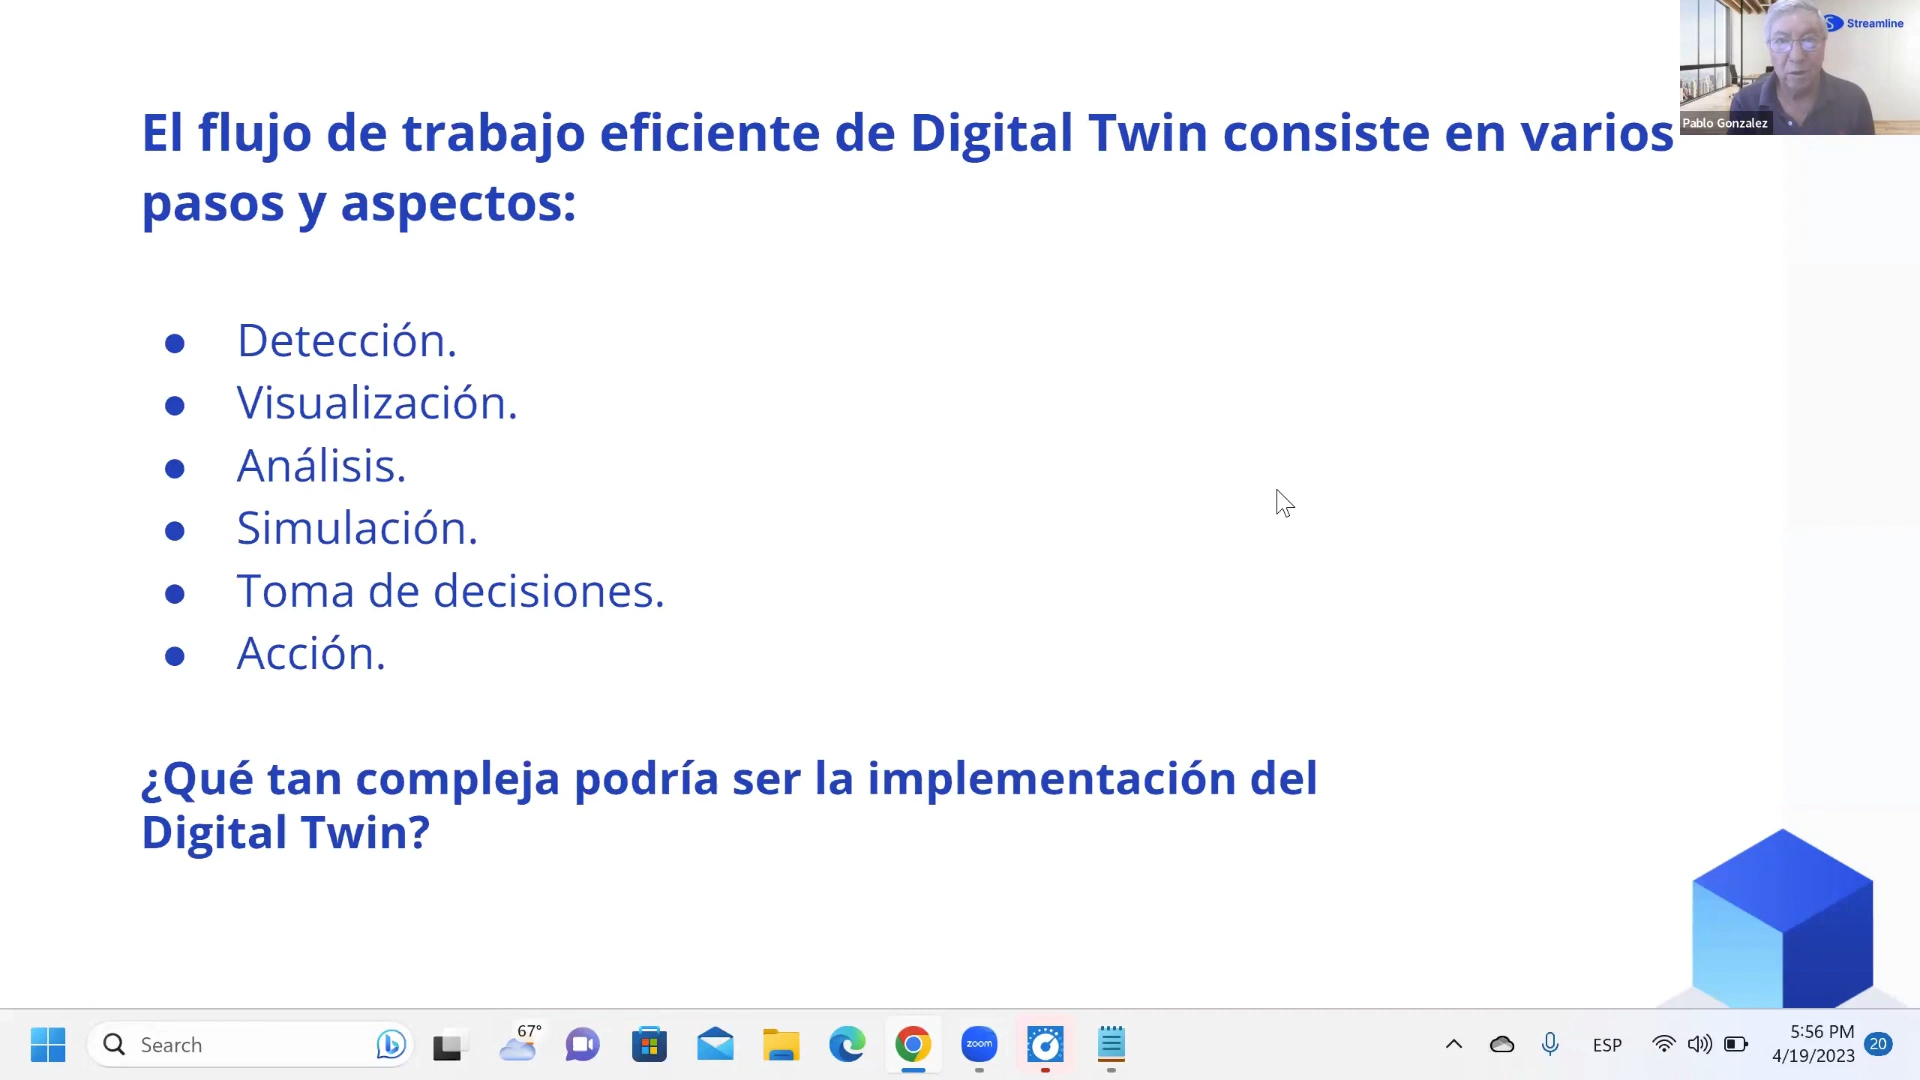 Streamline
Pablo Gonzalez
El flujo de trabajo eficiente de Digital Twin consiste en varios
pasos y aspectos:
● Detección.
● Visualización.
● Análisis.
● Simulación.
● Toma de decisiones.
● Acción.
¿Qué tan compleja podría ser la implementación del
Digital Twin?
Search
67°
zoom
ESP
5:56 PM
4/19/2023
20